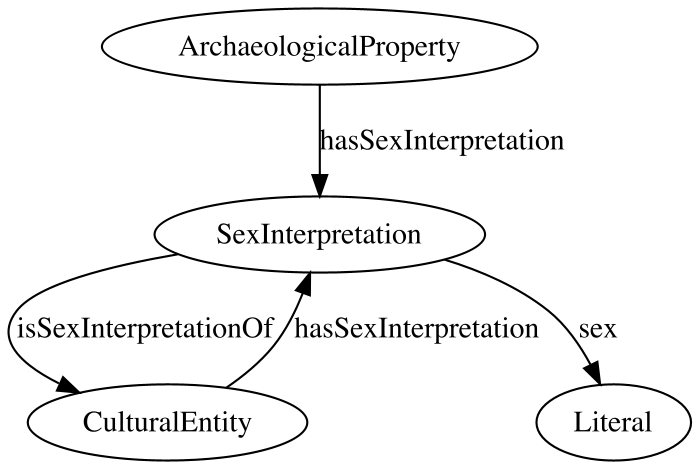 ArchaeologicalProperty
hasSexInterpretation
SexInterpretation
isSexInterpretationOf
hasSexInterpretation
sex
CulturalEntity
Literal